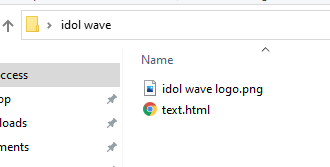 idol wave
Name
ccess
op
loads
ments
idol wave logo.png
text.html